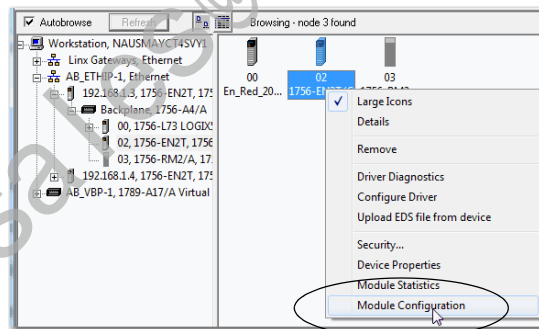 Autobrowse Refresh Browsing - node 3 found
Workstation, NAUSMAYCT4SVY1
Linx Gateways, Ethernet
AB_ETHIP-1, Ethernet
192.168.1.3, 1756-EN2T, 175
Backplane, 1756-A4/A
00, 1756-L73 LOGIX5
02, 1756-EN2T, 1756
03, 1756-RM2/A, 17
192.168.1.4, 1756-EN2T, 175
AB_VBP-1, 1789-A17/A Virtual
00 02 03
En_Red_20... 1756-EN2T/C 1756-RM2
Large Icons
Details
Remove
Driver Diagnostics
Configure Driver
Upload EDS file from device
Security...
Device Properties
Module Statistics
Module Configuration